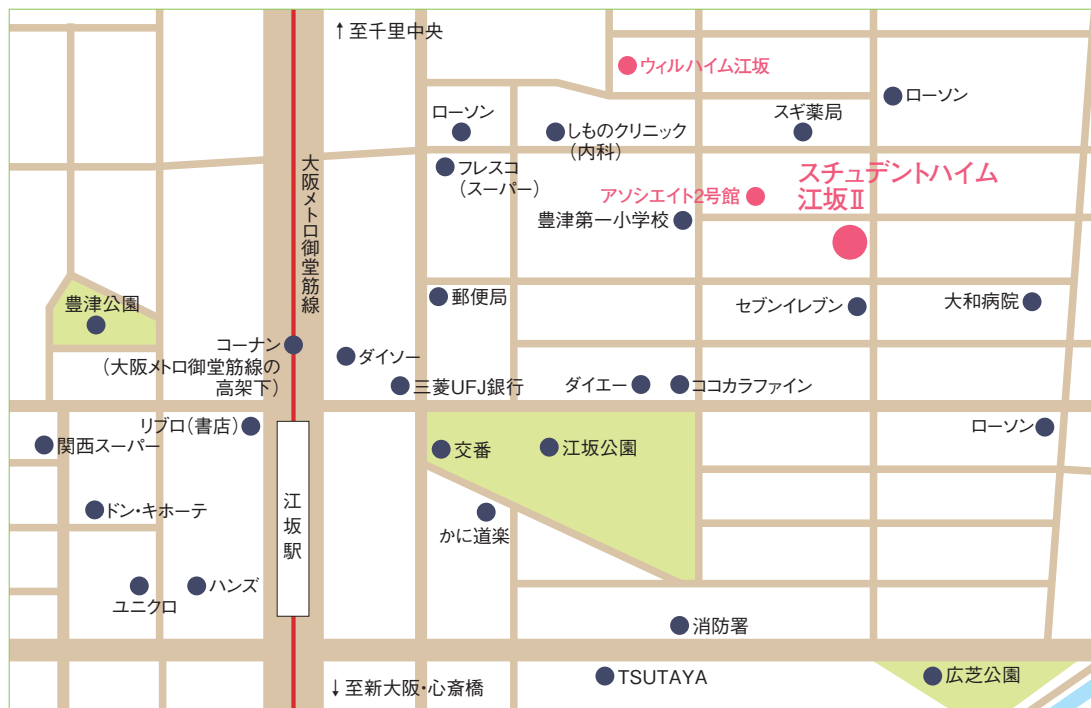 ↑至千里中央
ウィルハイム江坂
ローソン
ローソン
スギ薬局
しものクリニック
(内科)
フレスコ
(スーパー)
大阪メトロ御堂筋線
スチュデントハイム
江坂Ⅱ
アソシエイト2号館
豊津第一小学校
豊津公園
郵便局
セブンイレブン
大和病院
コーナン
(大阪メトロ御堂筋線の
高架下)
ダイソー
三菱UFJ銀行
ダイエー
ココカラファイン
リブロ(書店)
関西スーパー
交番
江坂公園
ローソン
ドン・キホーテ
江坂駅
かに道楽
ユニクロ
ハンズ
消防署
↓至新大阪・心斎橋
TSUTAYA
広芝公園